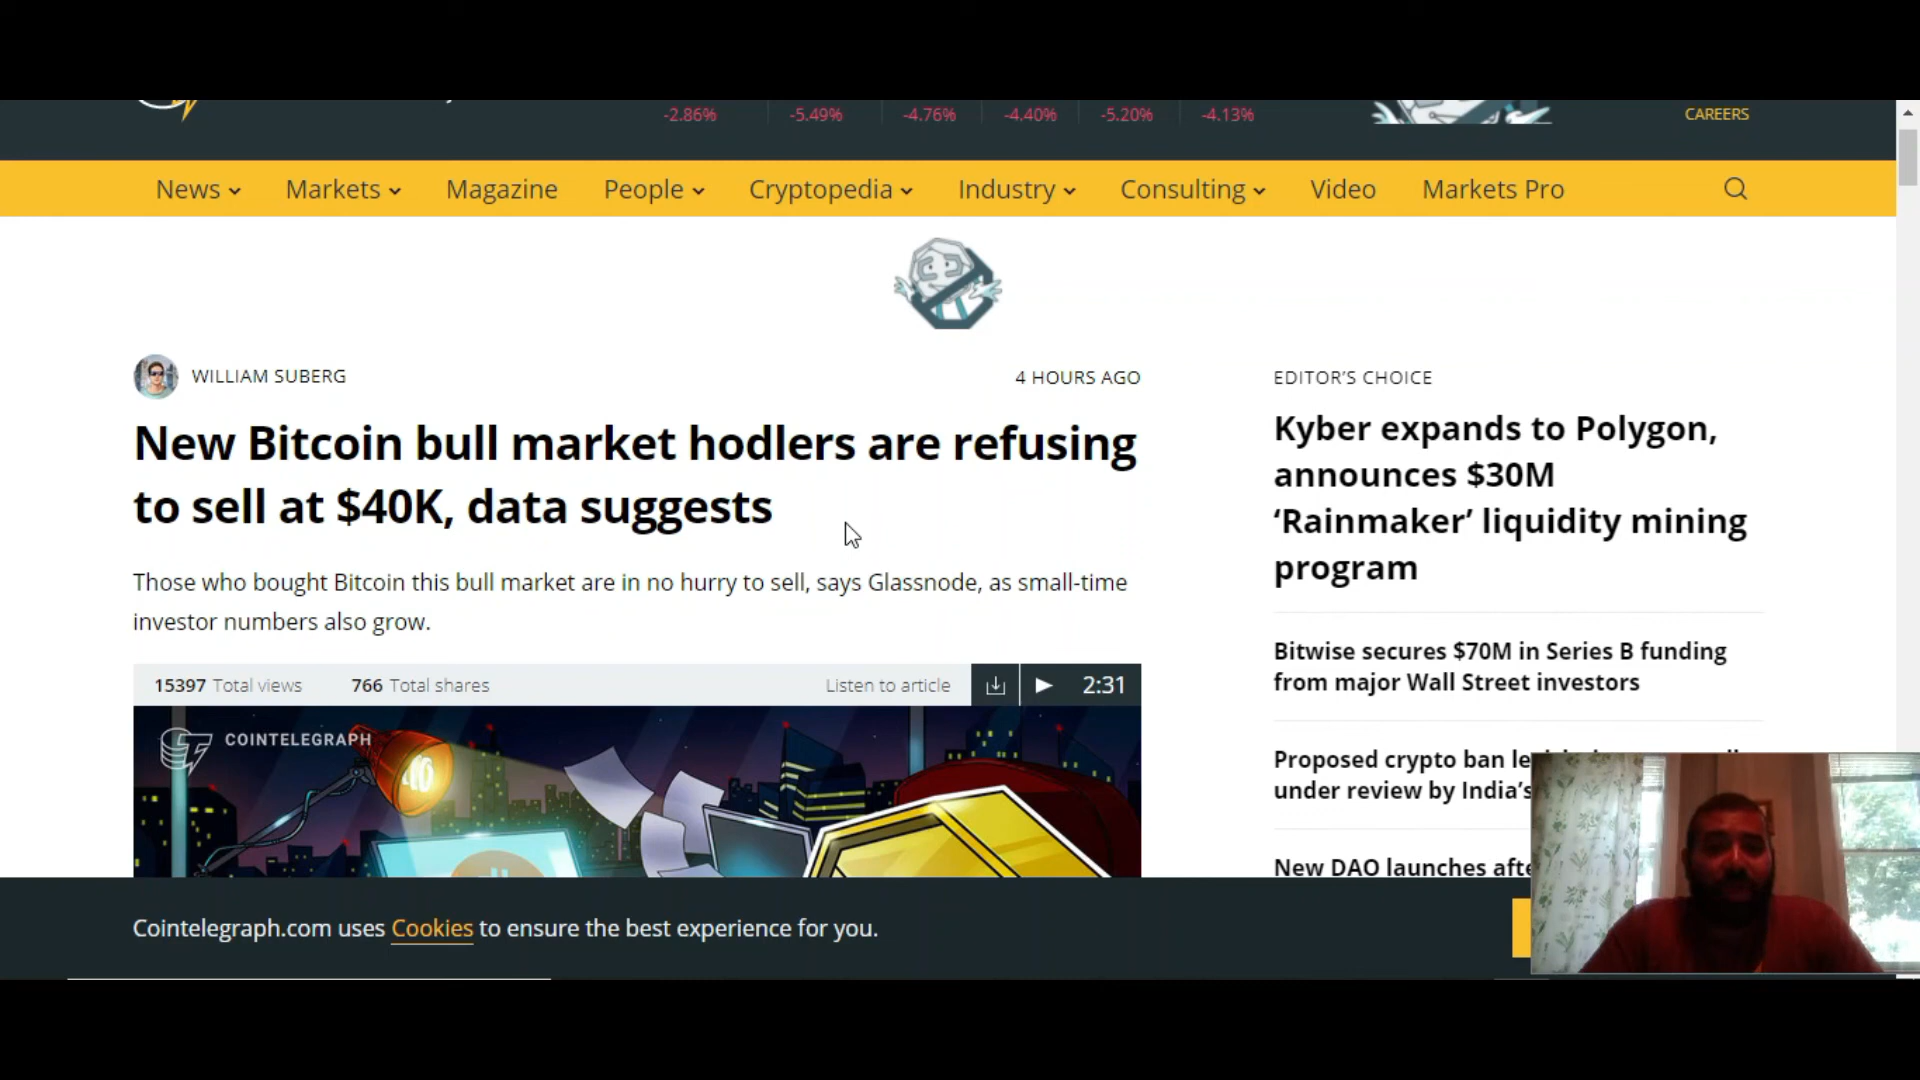 -2.86% -5.49% -4.76% -4.40% -5.20% -4.13%
CAREERS
News Markets Magazine People Cryptopedia Industry Consulting Video Markets Pro
WILLIAM SUBERG
4 HOURS AGO
New Bitcoin bull market hodlers are refusing
to sell at $40K, data suggests
Those who bought Bitcoin this bull market are in no hurry to sell, says Glassnode, as small-time
investor numbers also grow.
15397 Total views 766 Total shares Listen to article 2:31
COINTELEGRAPH
40
EDITOR'S CHOICE
Kyber expands to Polygon,
announces $30M
‘Rainmaker’ liquidity mining
program
Bitwise secures $70M in Series B funding
from major Wall Street investors
Proposed crypto ban
under review by India's
New DAO launches
Cointelegraph.com uses Cookies to ensure the best experience for you.